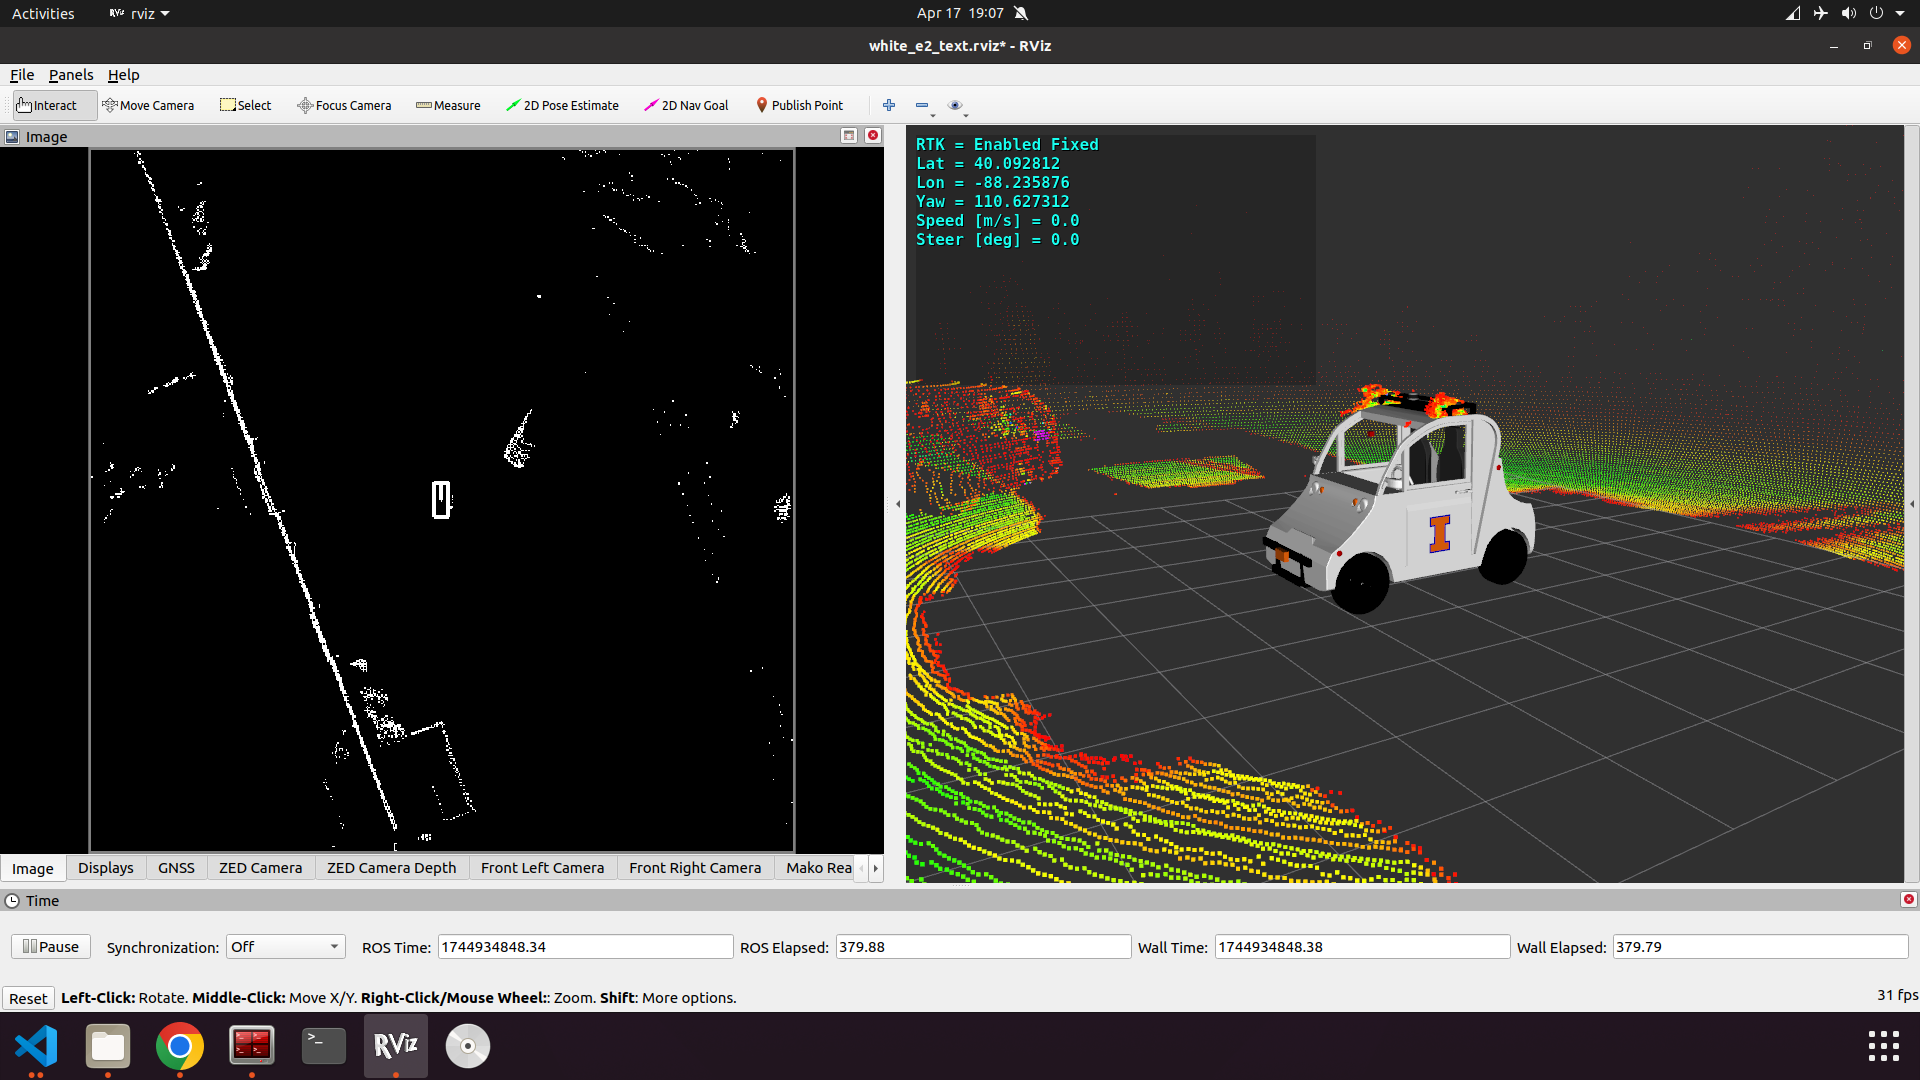 Activities
RViz rviz
Apr 17 19:07
white_e2_text.rviz* - RViz
File Panels Help
Interact Move Camera Select Focus Camera Measure 2D Pose Estimate 2D Nav Goal Publish Point
Image
RTK = Enabled Fixed
Lat = 40.092812
Lon = -88.235876
Yaw = 110.627312
Speed [m/s] = 0.0
Steer [deg] = 0.0
I
Image Displays GNSS ZED Camera ZED Camera Depth Front Left Camera Front Right Camera Mako Rea
Time
Pause Synchronization: Off ROS Time: 1744934848.34 ROS Elapsed: 379.88 Wall Time: 1744934848.38 Wall Elapsed: 379.79
Reset Left-Click: Rotate. Middle-Click: Move X/Y. Right-Click/Mouse Wheel:: Zoom. Shift: More options. 31 fps
>_ RViz